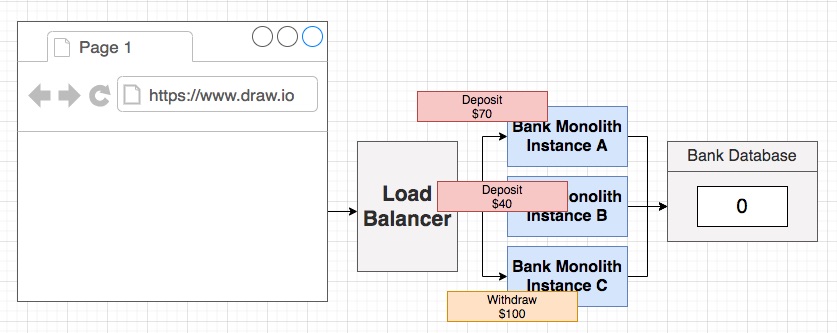 Page 1
https://www.draw.io
Load
Balancer
Deposit
$70
Bank Monolith
Instance A
Deposit
$40
onolith
Instance B
Bank Monolith
Instance C
Withdraw
$100
Bank Database
0